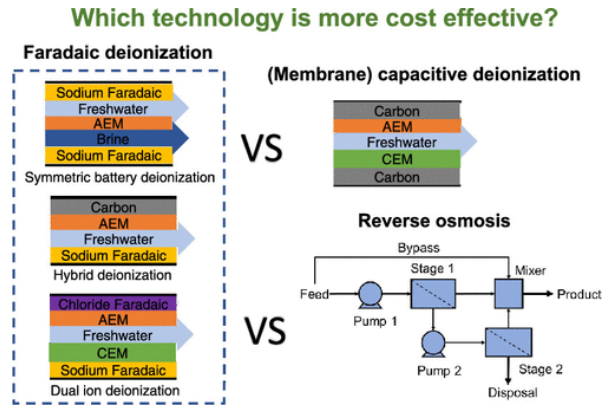 Which technology is more cost effective?
Faradaic deionization
Sodium Faradaic
Freshwater
AEM
Brine
Sodium Faradaic
Symmetric battery deionization
Carbon
AEM
Freshwater
Sodium Faradaic
Hybrid deionization
Chloride Faradaic
AEM
Freshwater
CEM
Sodium Faradaic
Dual ion deionization
VS
VS
(Membrane) capacitive deionization
Carbon
AEM
Freshwater
CEM
Carbon
Reverse osmosis
Bypass
Stage 1
Mixer
Feed
Product
Pump 1
Pump 2
Stage 2
Disposal